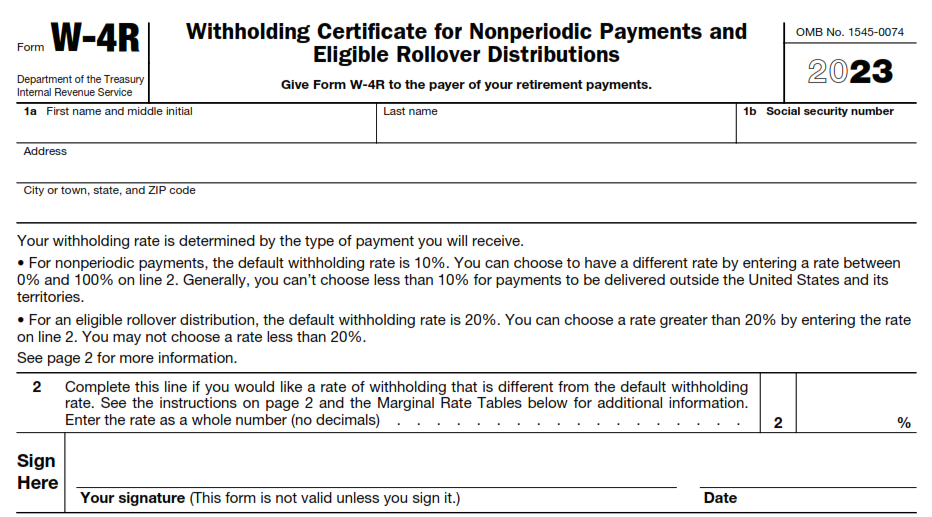 Form W-4R
Department of the Treasury
Internal Revenue Service
Withholding Certificate for Nonperiodic Payments and
Eligible Rollover Distributions
Give Form W-4R to the payer of your retirement payments.
OMB No. 1545-0074
2023
1a First name and middle initial
Last name
1b Social security number
Address
City or town, state, and ZIP code
Your withholding rate is determined by the type of payment you will receive.
• For nonperiodic payments, the default withholding rate is 10%. You can choose to have a different rate by entering a rate between
0% and 100% on line 2. Generally, you can’t choose less than 10% for payments to be delivered outside the United States and its
territories.
• For an eligible rollover distribution, the default withholding rate is 20%. You can choose a rate greater than 20% by entering the rate
on line 2. You may not choose a rate less than 20%.
See page 2 for more information.
2 Complete this line if you would like a rate of withholding that is different from the default withholding
rate. See the instructions on page 2 and the Marginal Rate Tables below for additional information.
Enter the rate as a whole number (no decimals) . . . . . . . . . . . . . . . . . . 2 %
Sign
Here
Your signature (This form is not valid unless you sign it.)
Date